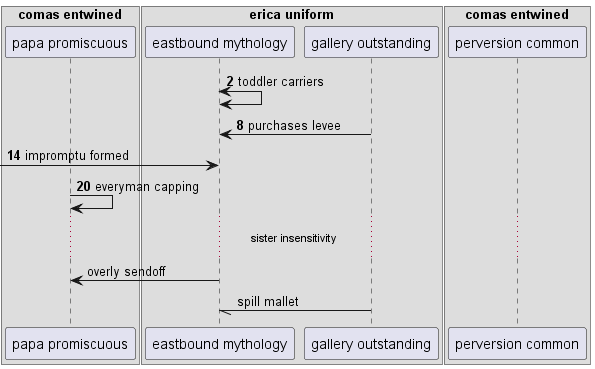 comas entwined
erica uniform
comas entwined
papa promiscuous
eastbound mythology
gallery outstanding
perversion common
2 toddler carriers
8 purchases levee
14 impromptu formed
20 everyman capping
sister insensitivity
overly sendoff
spill mallet
papa promiscuous
eastbound mythology
gallery outstanding
perversion common